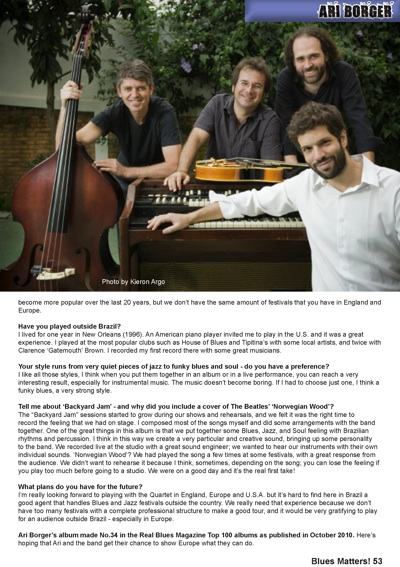 ARI BORGER
Photo by Kieron Argo
become more popular over the last 20 years, but we don't have the same amount of festivals that you have in England and
Europe.
Have you played outside Brazil?
I lived for one year in New Orleans (1996). An American piano player invited me to play in the U.S. and it was a great
experience. I played at the most popular clubs such as House of Blues and Tipitina's with some local artists, and twice with
Clarence 'Gatemouth' Brown. I recorded my first record there with some great musicians.
Your style runs from very quiet pieces of jazz to funky blues and soul - do you have a preference?
I like all those styles, I think when you put them together in an album or in a live performance, you can reach a very
interesting result, especially for instrumental music. The music doesn't become boring. If I had to choose just one, I think a
funky blues, a very strong style.
Tell me about 'Backyard Jam' - and why did you include a cover of The Beatles' 'Norwegian Wood'?
The "Backyard Jam" sessions started to grow during our shows and rehearsals, and we felt it was the right time to
record the feeling that we had on stage. I composed most of the songs myself and did some arrangements with the band
together. One of the great things in this album is that we put together some Blues, Jazz, and Soul feeling with Brazilian
rhythms and percussion. I think in this way we create a very particular and creative sound, bringing up some personality
to the band. We recorded live at the studio with a great sound engineer; we wanted to hear our instruments with their own
individual sounds. 'Norwegian Wood'? We had played the song a few times at some festivals, with a great response from
the audience. We didn't want to rehearse it because I think, sometimes, depending on the song; you can lose the feeling if
you play too much before going to a studio. We were on a good day and it's the real first take!
What plans do you have for the future?
I'm really looking forward to playing with the Quartet in England, Europe and U.S.A. but it's hard to find here in Brazil a
good agent that handles Blues and Jazz festivals outside the country. We really need that experience because we don't
have too many festivals with a complete professional structure to make a good tour, and it would be very gratifying to play
for an audience outside Brazil - especially in Europe.
Ari Borger's album made No.34 in the Real Blues Magazine Top 100 albums as published in October 2010. Here's
hoping that Ari and the band get their chance to show Europe what they can do.
Blues Matters! 53